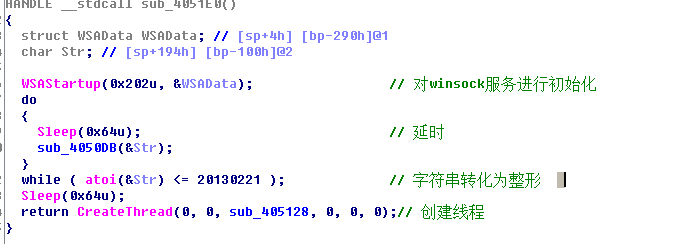 HANDLE __stdcall sub_4051E0()
{
struct WSAData WSAData; // [sp+4h] [bp-290h]@1
char Str; // [sp+194h] [bp-100h]@2
WSAStartup(0x202u, &WSAData); // 对winsock服务进行初始化
do
{
Sleep(0x64u); // 延时
sub_4050DB(&Str);
}
while ( atoi(&Str) <= 20130221 ); // 字符串转化为整形
Sleep(0x64u);
return CreateThread(0, 0, sub_405128, 0, 0, 0);// 创建线程
}